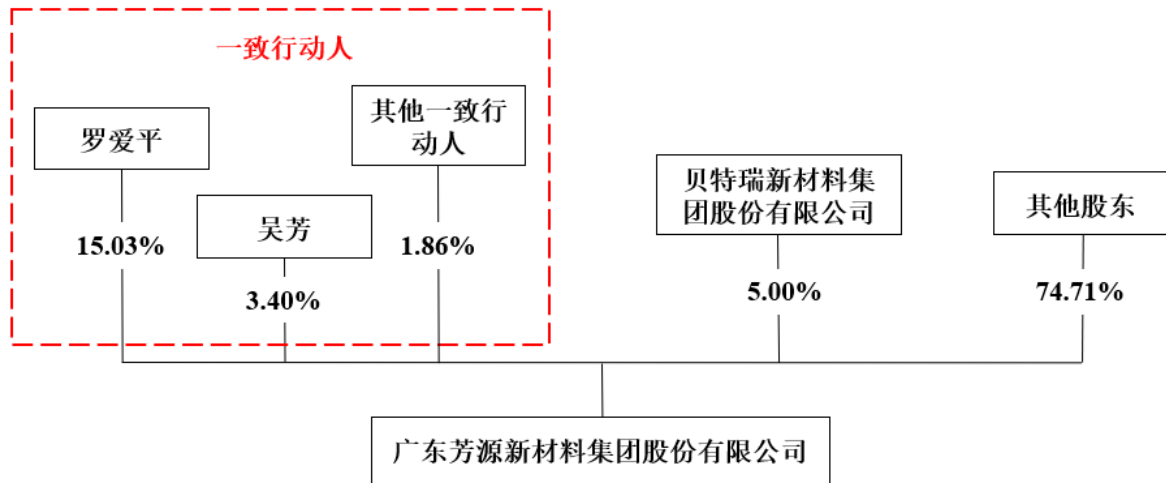 一致行动人
罗爱平
其他一致行
动人
吴芳
贝特瑞新材料集
团股份有限公司
其他股东
15.03%
3.40%
1.86%
5.00%
74.71%
广东芳源新材料集团股份有限公司